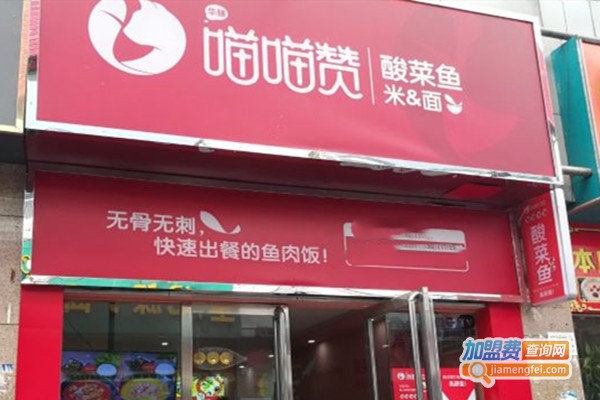 华味
喵喵赞
酸菜鱼
米&面
无骨无刺,
快速出餐的鱼肉饭!
酸菜鱼
加盟费查询网
jiamengfei.com